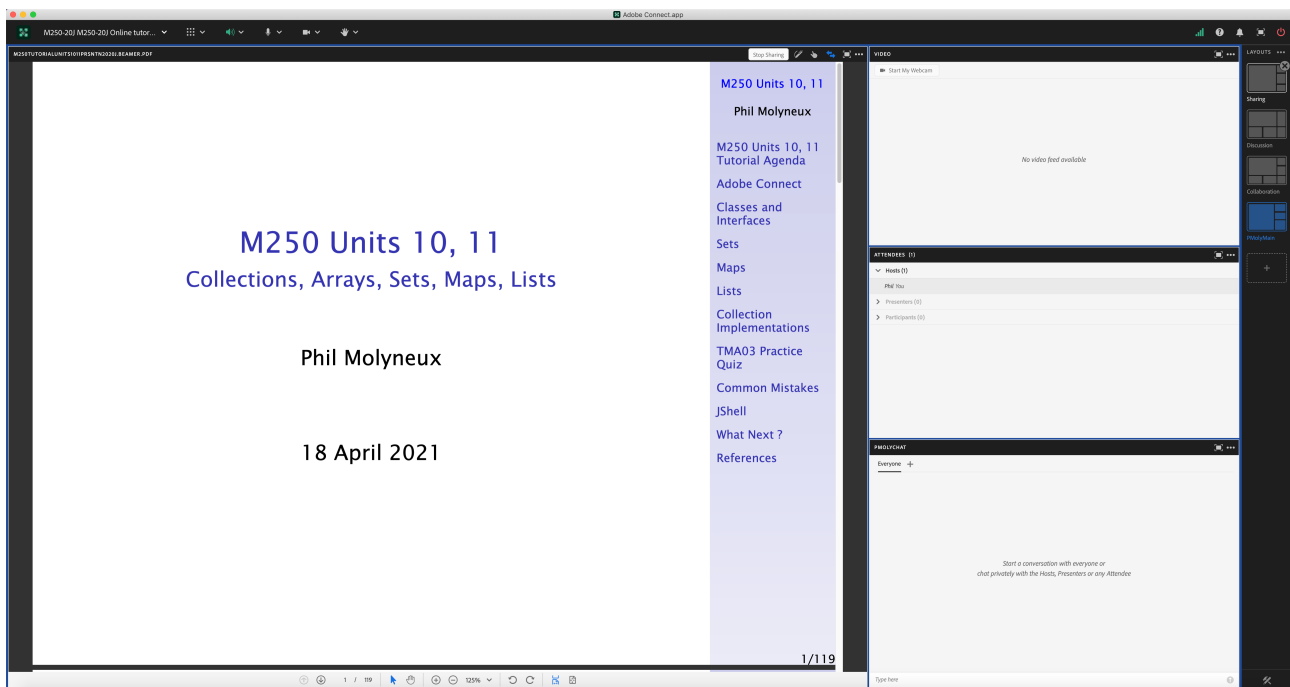 Adobe Connect.app
M250-20J M250-20J Online tutor...
M250TUTORIALUNITS1011PRSNTN2020J.BEAMER.PDF
Stop Sharing
M250 Units 10, 11
Collections, Arrays, Sets, Maps, Lists
Phil Molyneux
18 April 2021
M250 Units 10, 11
Phil Molyneux
M250 Units 10, 11
Tutorial Agenda
Adobe Connect
Classes and
Interfaces
Sets
Maps
Lists
Collection
Implementations
TMA03 Practice
Quiz
Common Mistakes
JShell
What Next ?
References
1/119
1 / 119
125%
VIDEO
Start My Webcam
No video feed available
ATTENDEES (1)
Hosts (1)
Phil You
Presenters (0)
Participants (0)
PMOLYCHAT
Everyone
Start a conversation with everyone or
chat privately with the Hosts, Presenters or any Attendee
Type here
LAYOUTS
Sharing
Discussion
Collaboration
PMolyMain